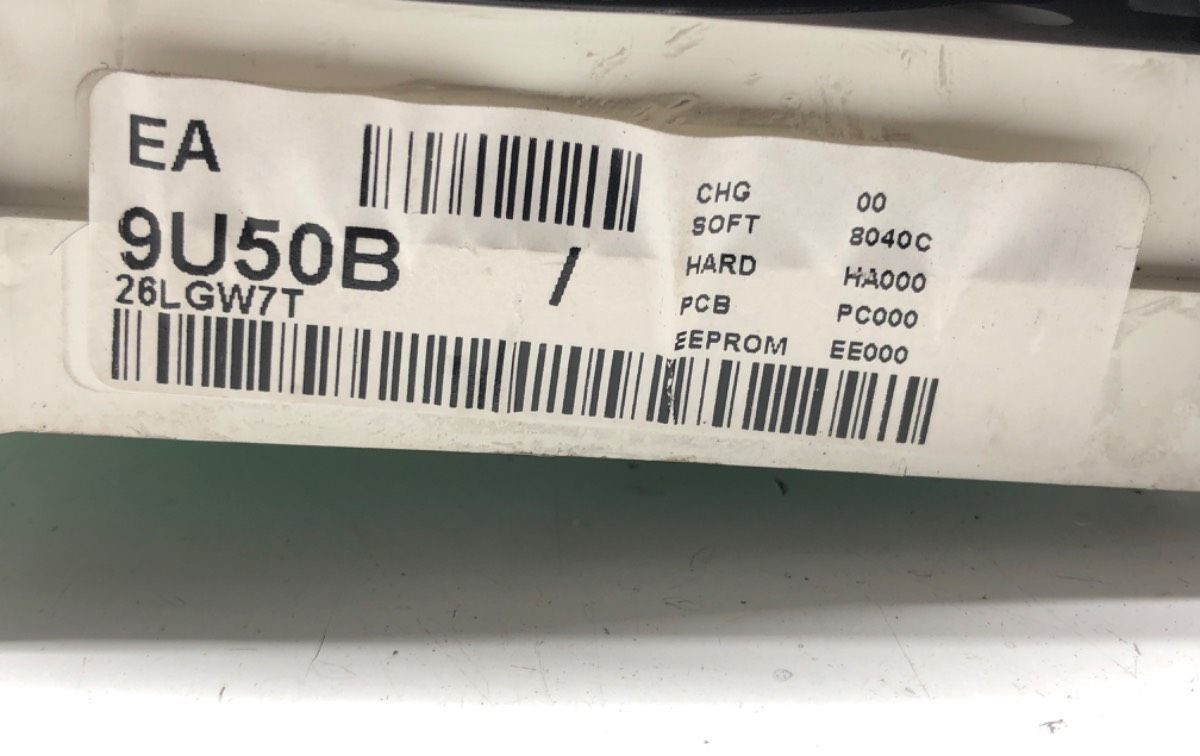 EA
9U50B /
26LGW7T
CHG 00
SOFT 8040C
HARD HA000
PCB PC000
EEPROM EE000